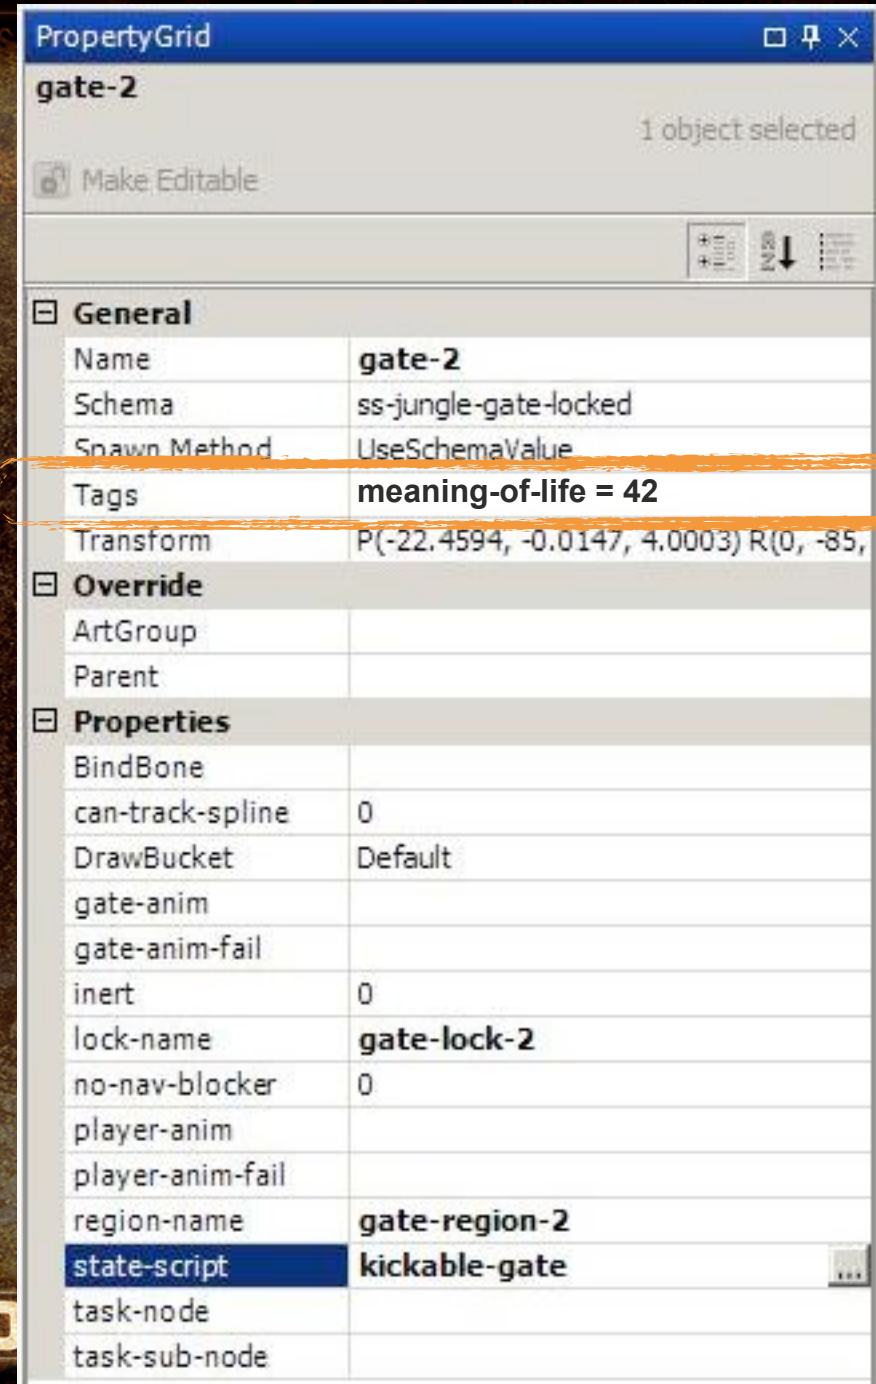 PropertyGrid
gate-2
1 object selected
Make Editable
General
Name gate-2
Schema ss-jungle-gate-locked
Spawn Method UseSchemaValue
Tags meaning-of-life = 42
Transform P(-22.4594, -0.0147, 4.0003) R(0, -85,
Override
ArtGroup
Parent
Properties
BindBone
can-track-spline 0
DrawBucket Default
gate-anim
gate-anim-fail
inert 0
lock-name gate-lock-2
no-nav-blocker 0
player-anim
player-anim-fail
region-name gate-region-2
state-script kickable-gate ...
task-node
task-sub-node